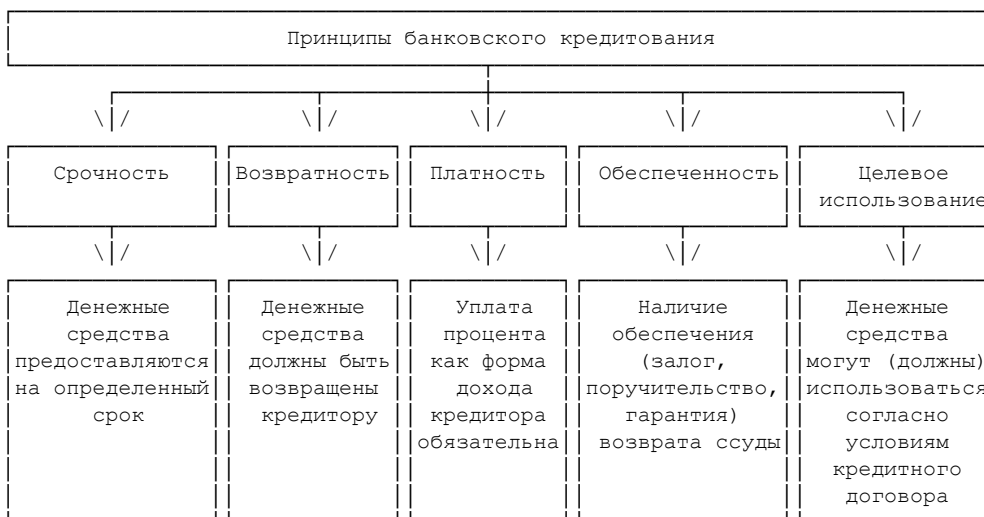 Принципы банковского кредитования
Срочность
Возвратность
Платность
Обеспеченность
Целевое
использование
Денежные
средства
предоставляются
на определенный
срок
Денежные
средства
должны быть
возвращены
кредитору
Уплата
процента
как форма
дохода
кредитора
обязательна
Наличие
обеспечения
(залог,
поручительство,
гарантия)
возврата ссуды
Денежные
средства
могут (должны)
использоваться
согласно
условиям
кредитного
договора